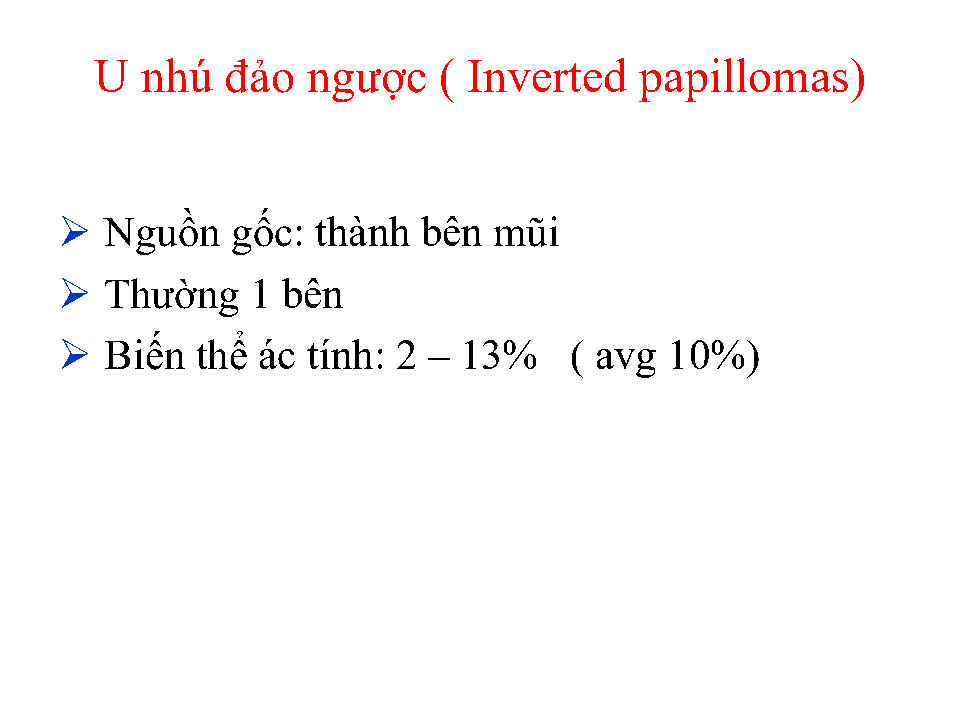 U nhú đảo ngược ( Inverted papillomas)
Nguồn gốc: thành bên mũi
Thường 1 bên
Biến thể ác tính: 2 – 13% ( avg 10%)